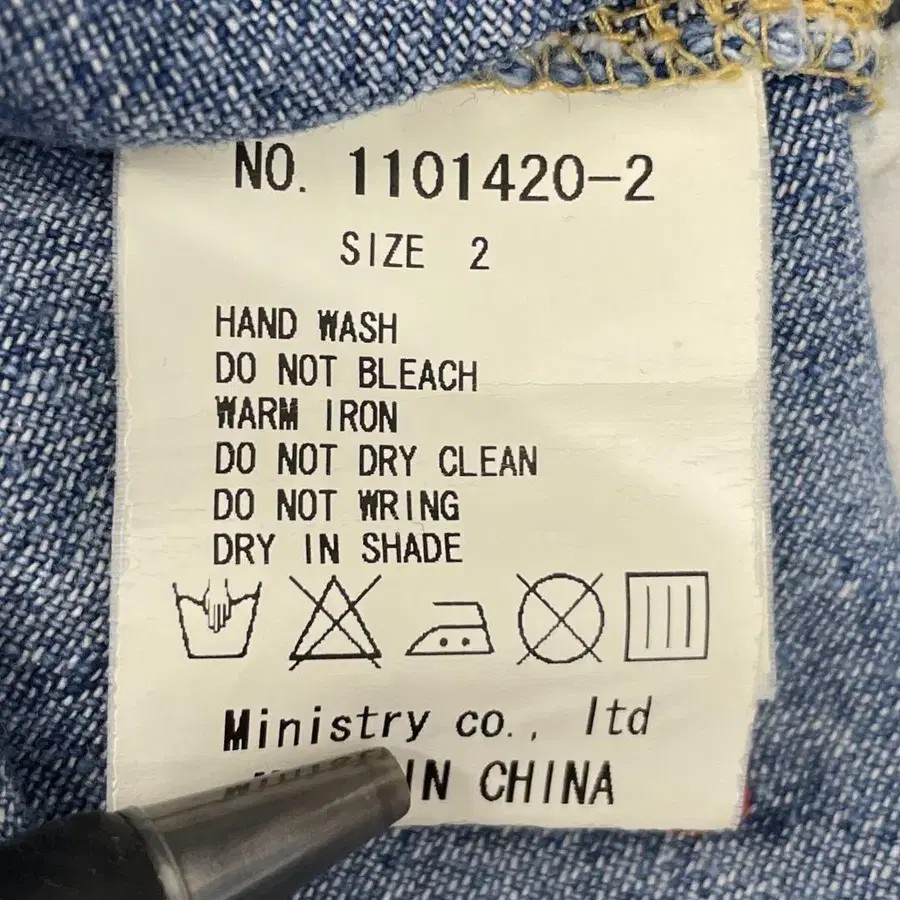 NO. 1101420-2
SIZE 2
HAND WASH
DO NOT BLEACH
WARM IRON
DO NOT DRY CLEAN
DO NOT WRING
DRY IN SHADE
Ministry co., ltd
IN CHINA